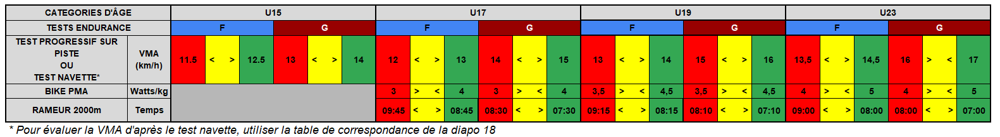 CATEGORIES D'ÂGE U15 U17 U19 U23
TESTS ENDURANCE F G F G F G F G
TEST PROGRESSIF SUR
PISTE
OU
TEST NAVETTE*
VMA
(km/h)
11.5 < > 12.5 13 < > 14 12 < > 13 14 < > 15 13 < > 14 15 < > 16 13,5 < > 14,5 16 > < 17
BIKE PMA Watts/kg 3 > < 4 3 > < 4 3,5 > < 4,5 3,5 > < 4,5 4 > < 5 4 > < 5
RAMEUR 2000m Temps 09:45 < > 08:45 08:30 < > 07:30 09:15 < > 08:15 08:10 < > 07:10 09:00 < > 08:00 08:00 < > 07:00
* Pour évaluer la VMA d'après le test navette, utiliser la table de correspondance de la diapo 18